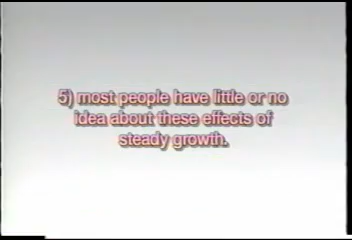 5) most people have little or no
idea about these effects of
steady growth.